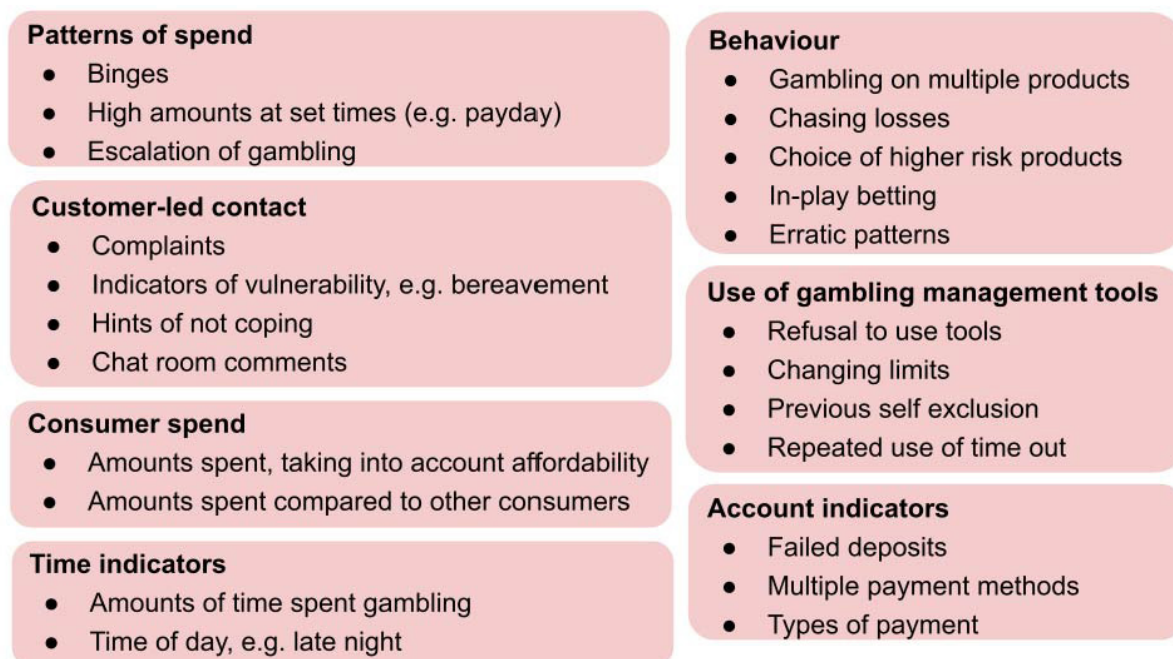 Patterns of spend
● Binges
● High amounts at set times (e.g. payday)
● Escalation of gambling
Customer-led contact
● Complaints
● Indicators of vulnerability, e.g. bereavement
● Hints of not coping
● Chat room comments
Consumer spend
● Amounts spent, taking into account affordability
● Amounts spent compared to other consumers
Time indicators
● Amounts of time spent gambling
● Time of day, e.g. late night
Behaviour
● Gambling on multiple products
● Chasing losses
● Choice of higher risk products
● In-play betting
● Erratic patterns
Use of gambling management tools
● Refusal to use tools
● Changing limits
● Previous self exclusion
● Repeated use of time out
Account indicators
● Failed deposits
● Multiple payment methods
● Types of payment